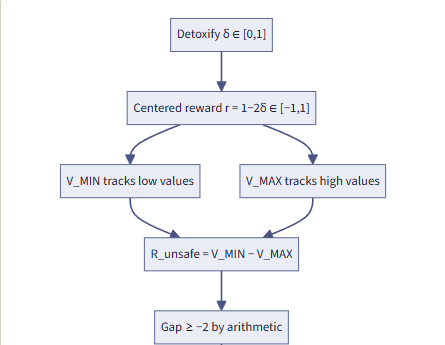 Detoxify δ ∈ [0,1]
Centered reward r = 1−2δ ∈ [−1,1]
V_MIN tracks low values
V_MAX tracks high values
R_unsafe = V_MIN − V_MAX
Gap ≥ −2 by arithmetic